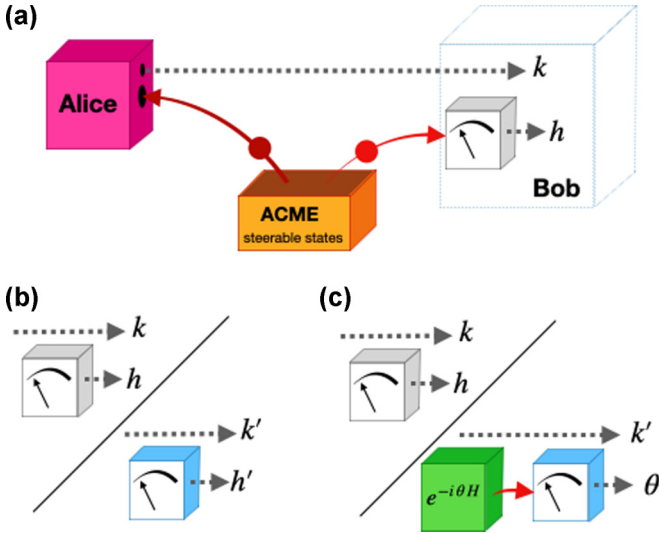 (a)
k
Alice
h
Bob
ACME
steerable states
(b)
k
h
k′
h′
(c)
k
h
k′
e^{-iθH}
θ